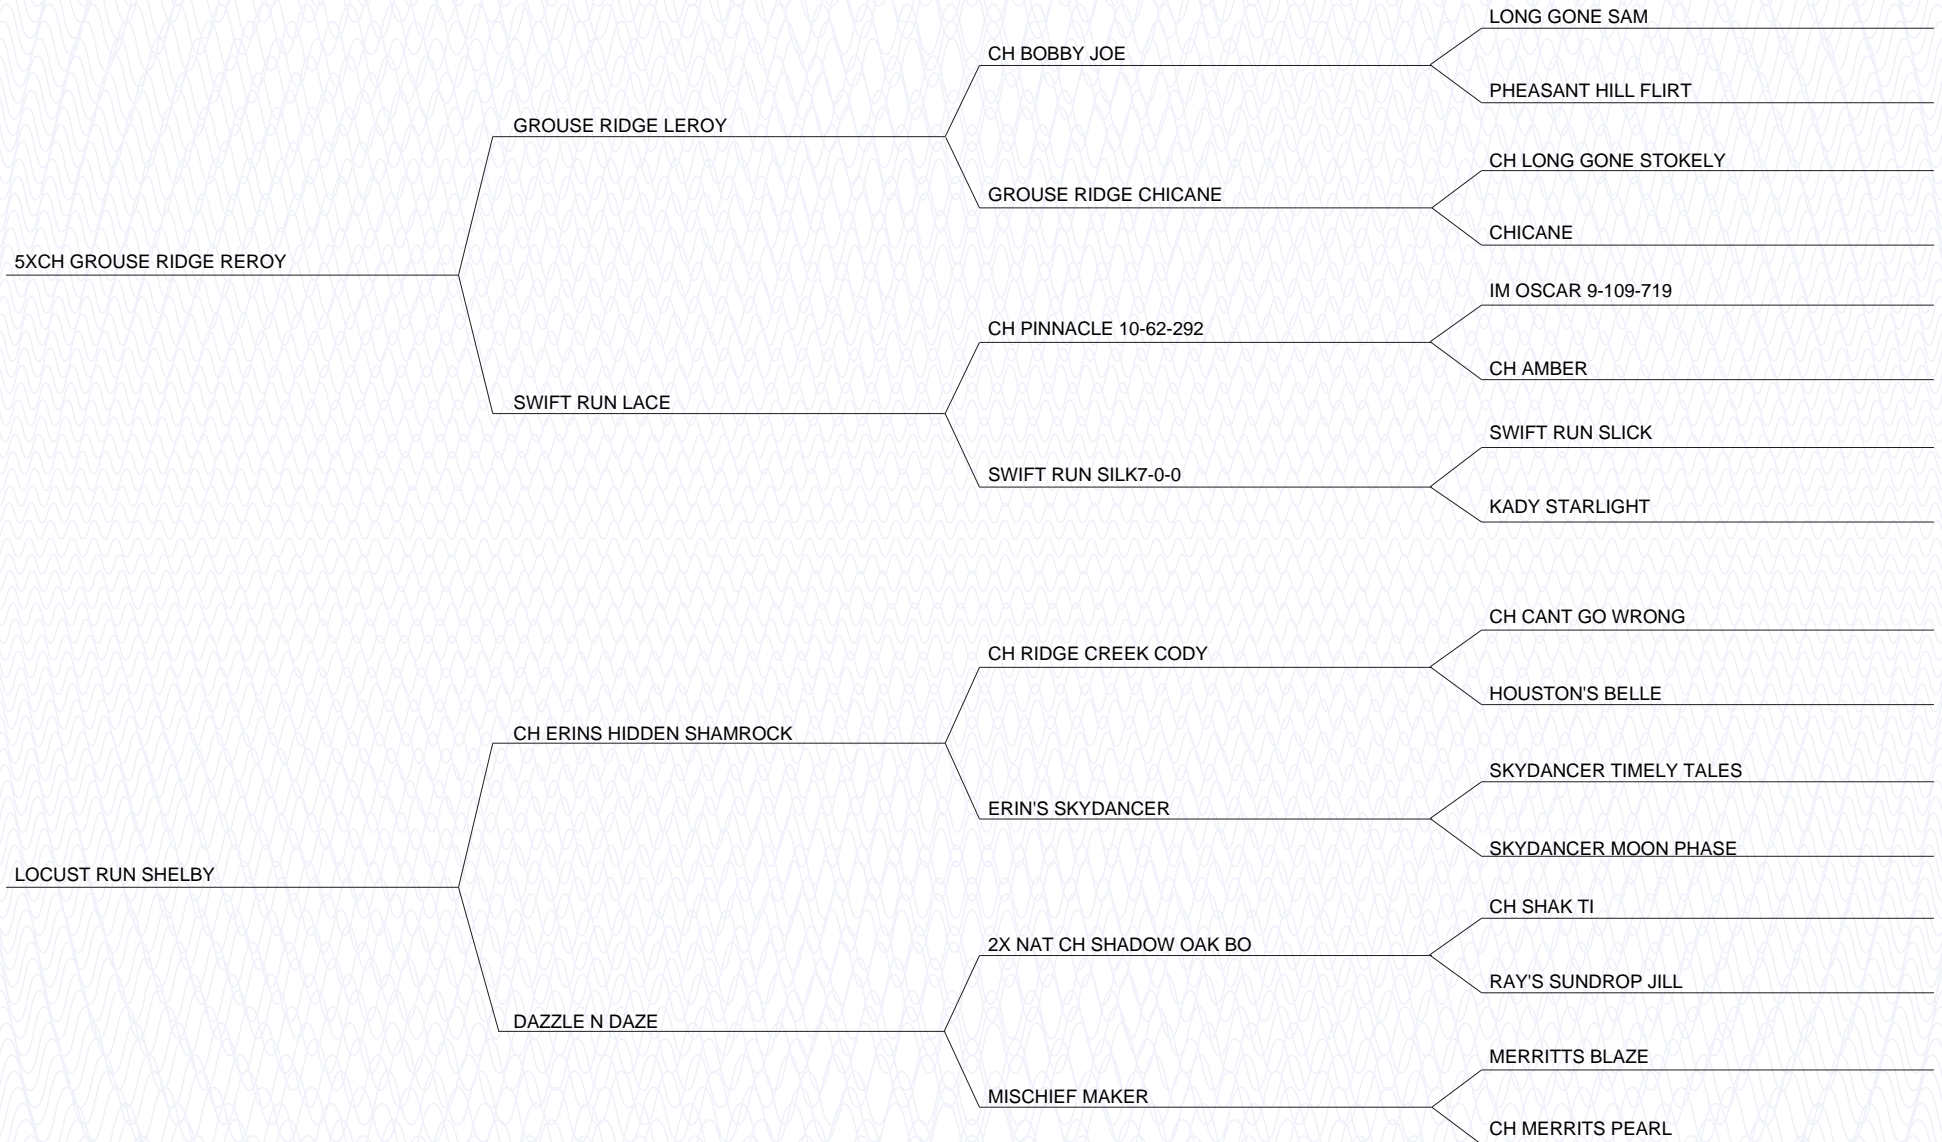 LONG GONE SAM
CH BOBBY JOE
PHEASANT HILL FLIRT
GROUSE RIDGE LEROY
CH LONG GONE STOKELY
GROUSE RIDGE CHICANE
CHICANE
5XCH GROUSE RIDGE REROY
IM OSCAR 9-109-719
CH PINNACLE 10-62-292
CH AMBER
SWIFT RUN LACE
SWIFT RUN SLICK
SWIFT RUN SILK7-0-0
KADY STARLIGHT
CH CANT GO WRONG
CH RIDGE CREEK CODY
HOUSTON'S BELLE
CH ERINS HIDDEN SHAMROCK
SKYDANCER TIMELY TALES
ERIN'S SKYDANCER
SKYDANCER MOON PHASE
LOCUST RUN SHELBY
CH SHAK TI
2X NAT CH SHADOW OAK BO
RAY'S SUNDROP JILL
DAZZLE N DAZE
MERRITTS BLAZE
MISCHIEF MAKER
CH MERRITS PEARL